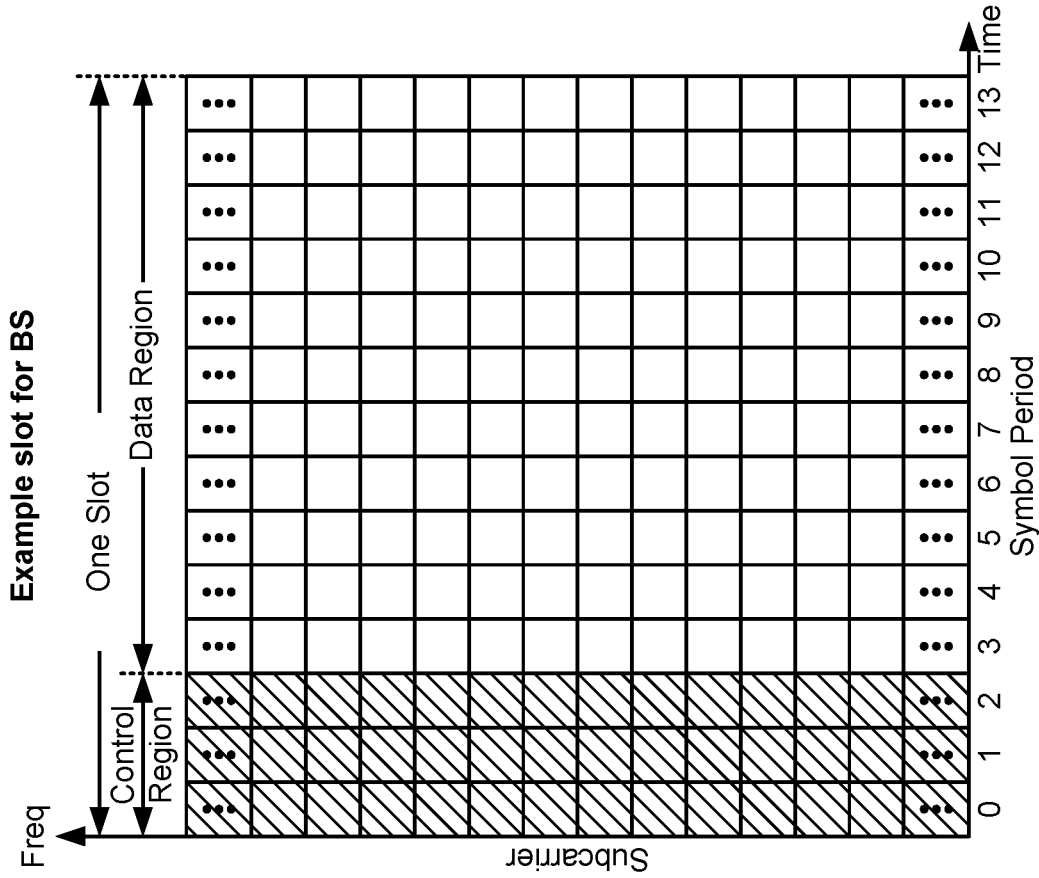 Example slot for BS
Freq
One Slot
Control
Region
Data Region
Subcarrier
0 1 2 3 4 5 6 7 8 9 10 11 12 13 Time
Symbol Period